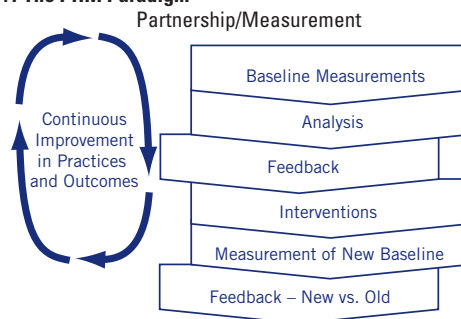 Partnership/Measurement
Baseline Measurements
Analysis
Feedback
Interventions
Measurement of New Baseline
Feedback – New vs. Old
Continuous
Improvement
in Practices
and Outcomes